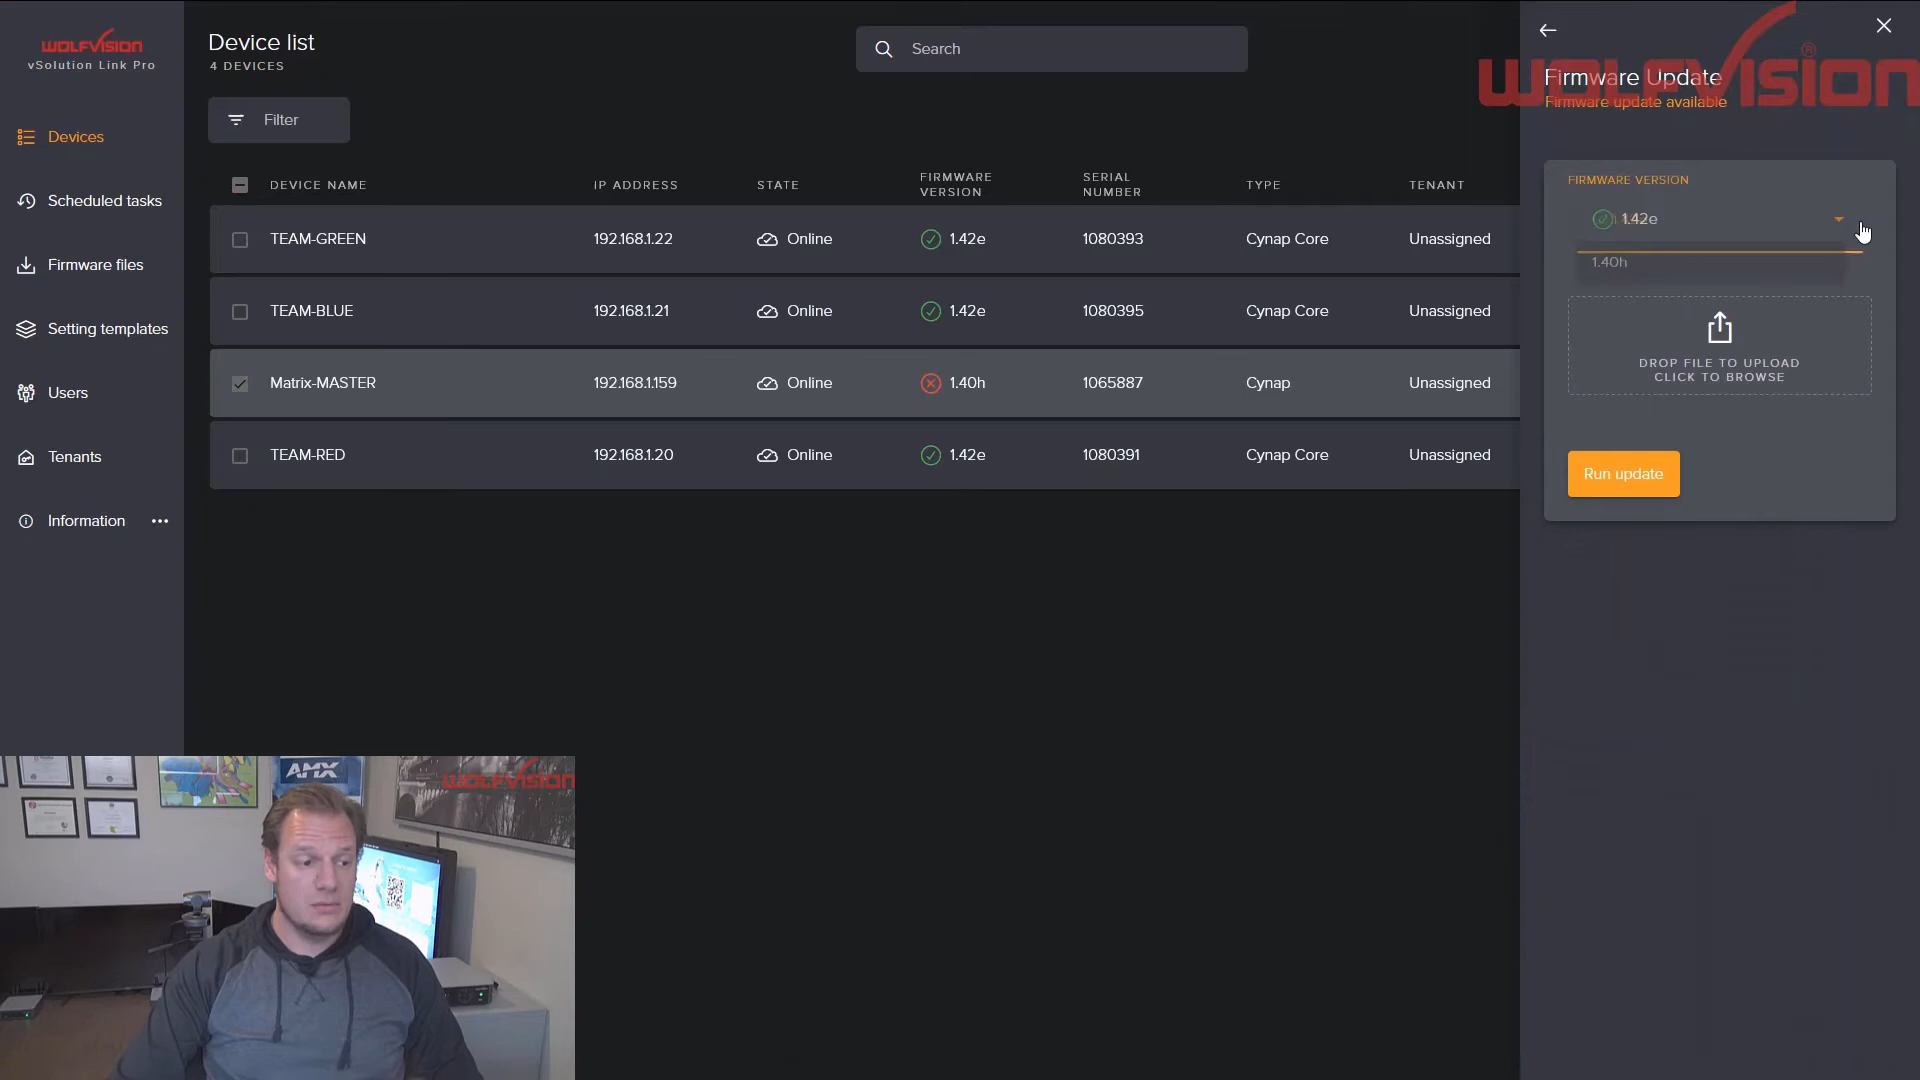 WOLFVISION
vSolution Link Pro
Devices
Scheduled tasks
Firmware files
Setting templates
Users
Tenants
Information
Device list
4 DEVICES
Search
Filter
DEVICE NAME IP ADDRESS STATE FIRMWARE VERSION SERIAL NUMBER TYPE TENANT
TEAM-GREEN 192.168.1.22 Online 1.42e 1080393 Cynap Core Unassigned
TEAM-BLUE 192.168.1.21 Online 1.42e 1080395 Cynap Core Unassigned
Matrix-MASTER 192.168.1.159 Online 1.40h 1065887 Cynap Unassigned
TEAM-RED 192.168.1.20 Online 1.42e 1080391 Cynap Core Unassigned
WOLFVISION®
Firmware Update
Firmware update available
FIRMWARE VERSION
1.42e
1.40h
DROP FILE TO UPLOAD
CLICK TO BROWSE
Run update
AMX
WOLFVISION